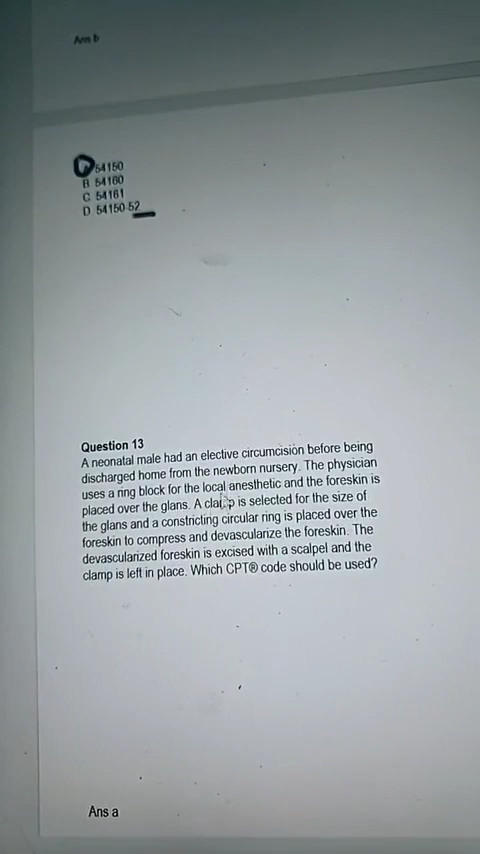 Ans b
54150
B 54160
C 54161
D 54150-52
Question 13
A neonatal male had an elective circumcision before being
discharged home from the newborn nursery. The physician
uses a ring block for the local anesthetic and the foreskin is
placed over the glans. A clamp is selected for the size of
the glans and a constricting circular ring is placed over the
foreskin to compress and devascularize the foreskin. The
devascularized foreskin is excised with a scalpel and the
clamp is left in place. Which CPT® code should be used?
Ans a